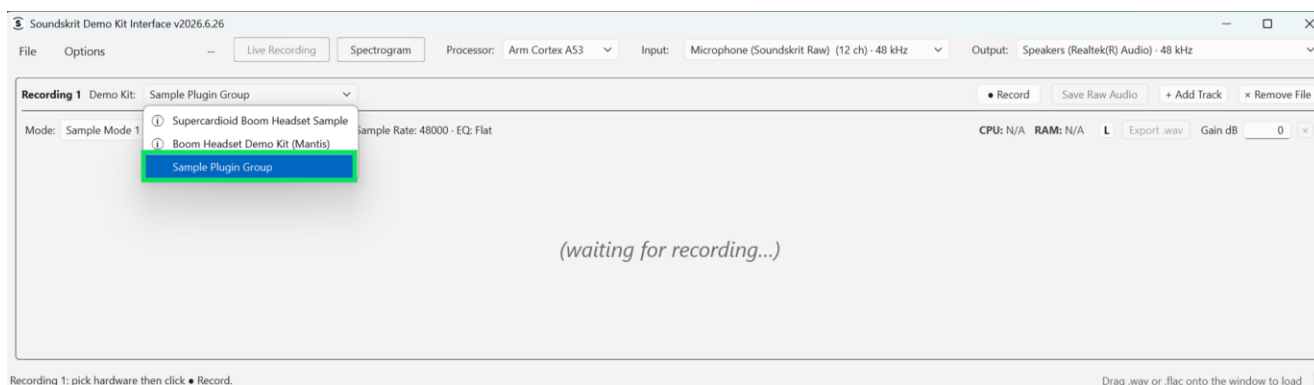 Soundskrit Demo Kit Interface v2026.6.26
File Options ... Live Recording Spectrogram Processor: Arm Cortex A53 Input: Microphone (Soundskrit Raw) (12 ch) · 48 kHz Output: Speakers (Realtek(R) Audio) · 48 kHz
Recording 1 Demo Kit: Sample Plugin Group ● Record Save Raw Audio + Add Track × Remove File
Supercardioid Boom Headset Sample
Mode: Sample Mode 1 Sample Rate: 48000 · EQ: Flat CPU: N/A RAM: N/A L Export .wav Gain dB 0 ×
Boom Headset Demo Kit (Mantis)
Sample Plugin Group
(waiting for recording...)
Recording 1: pick hardware then click ● Record. Drag .wav or .flac onto the window to load